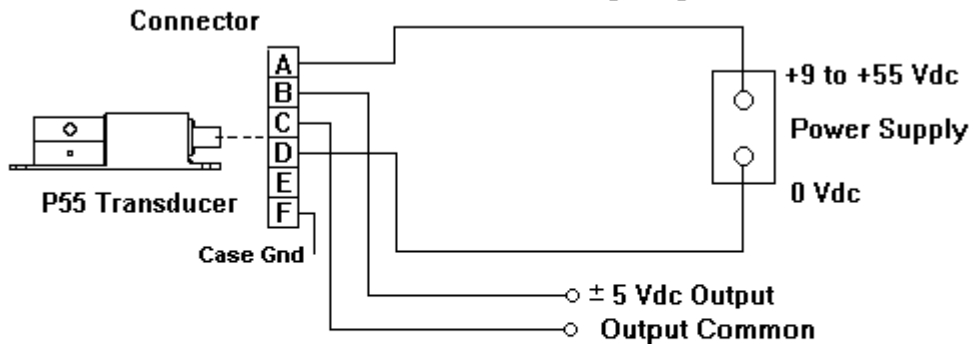 Connector
A
B
C
D
E
F
P55 Transducer
Case Gnd
+9 to +55 Vdc
Power Supply
0 Vdc
± 5 Vdc Output
Output Common